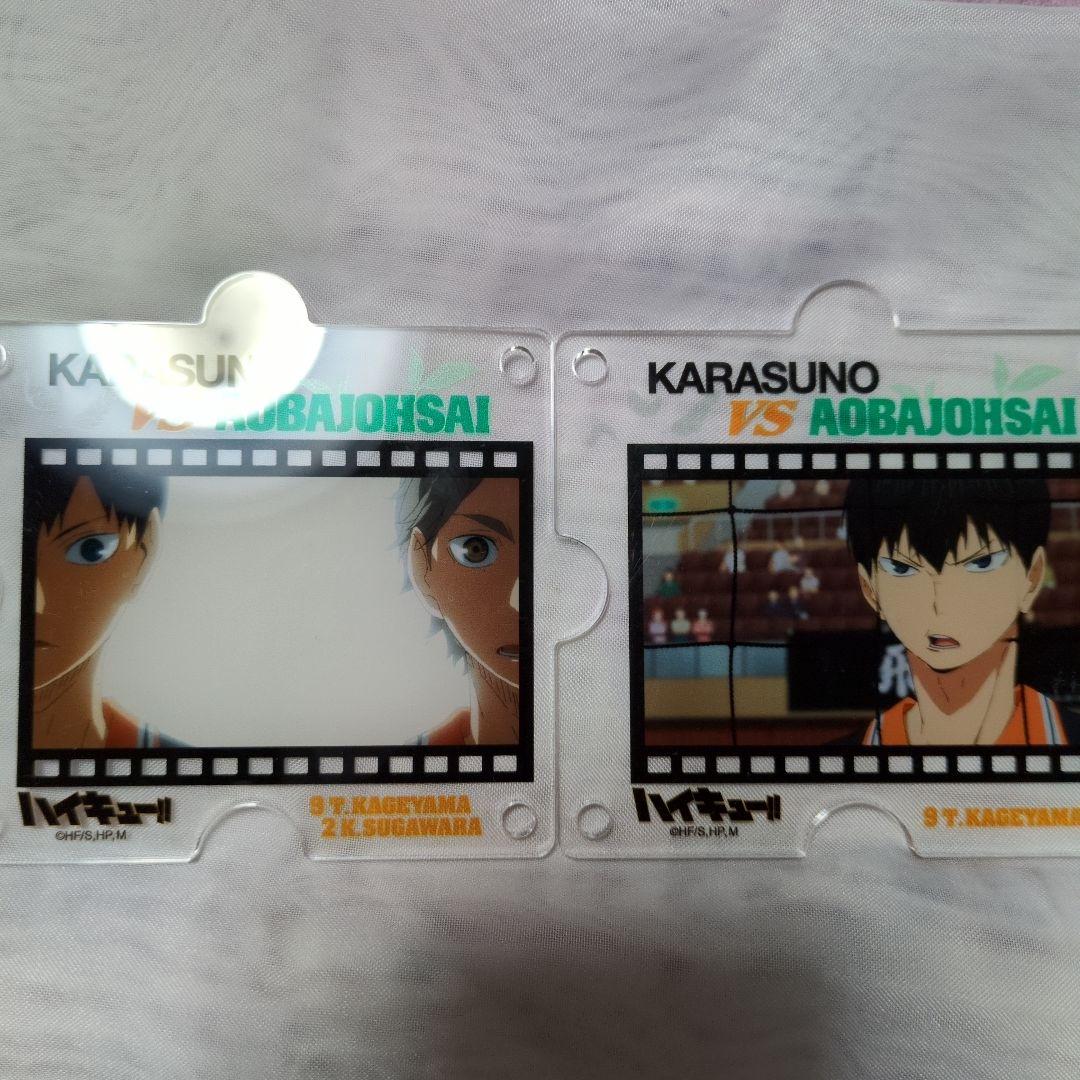 KARASUNO
VS AOBAJOHSAI
ハイキュー!!
©HF/S,HP,M
9 T.KAGEYAMA
2 K.SUGAWARA
KARASUNO
VS AOBAJOHSAI
飛
ハイキュー!!
©HF/S,HP,M
9 T.KAGEYAMA